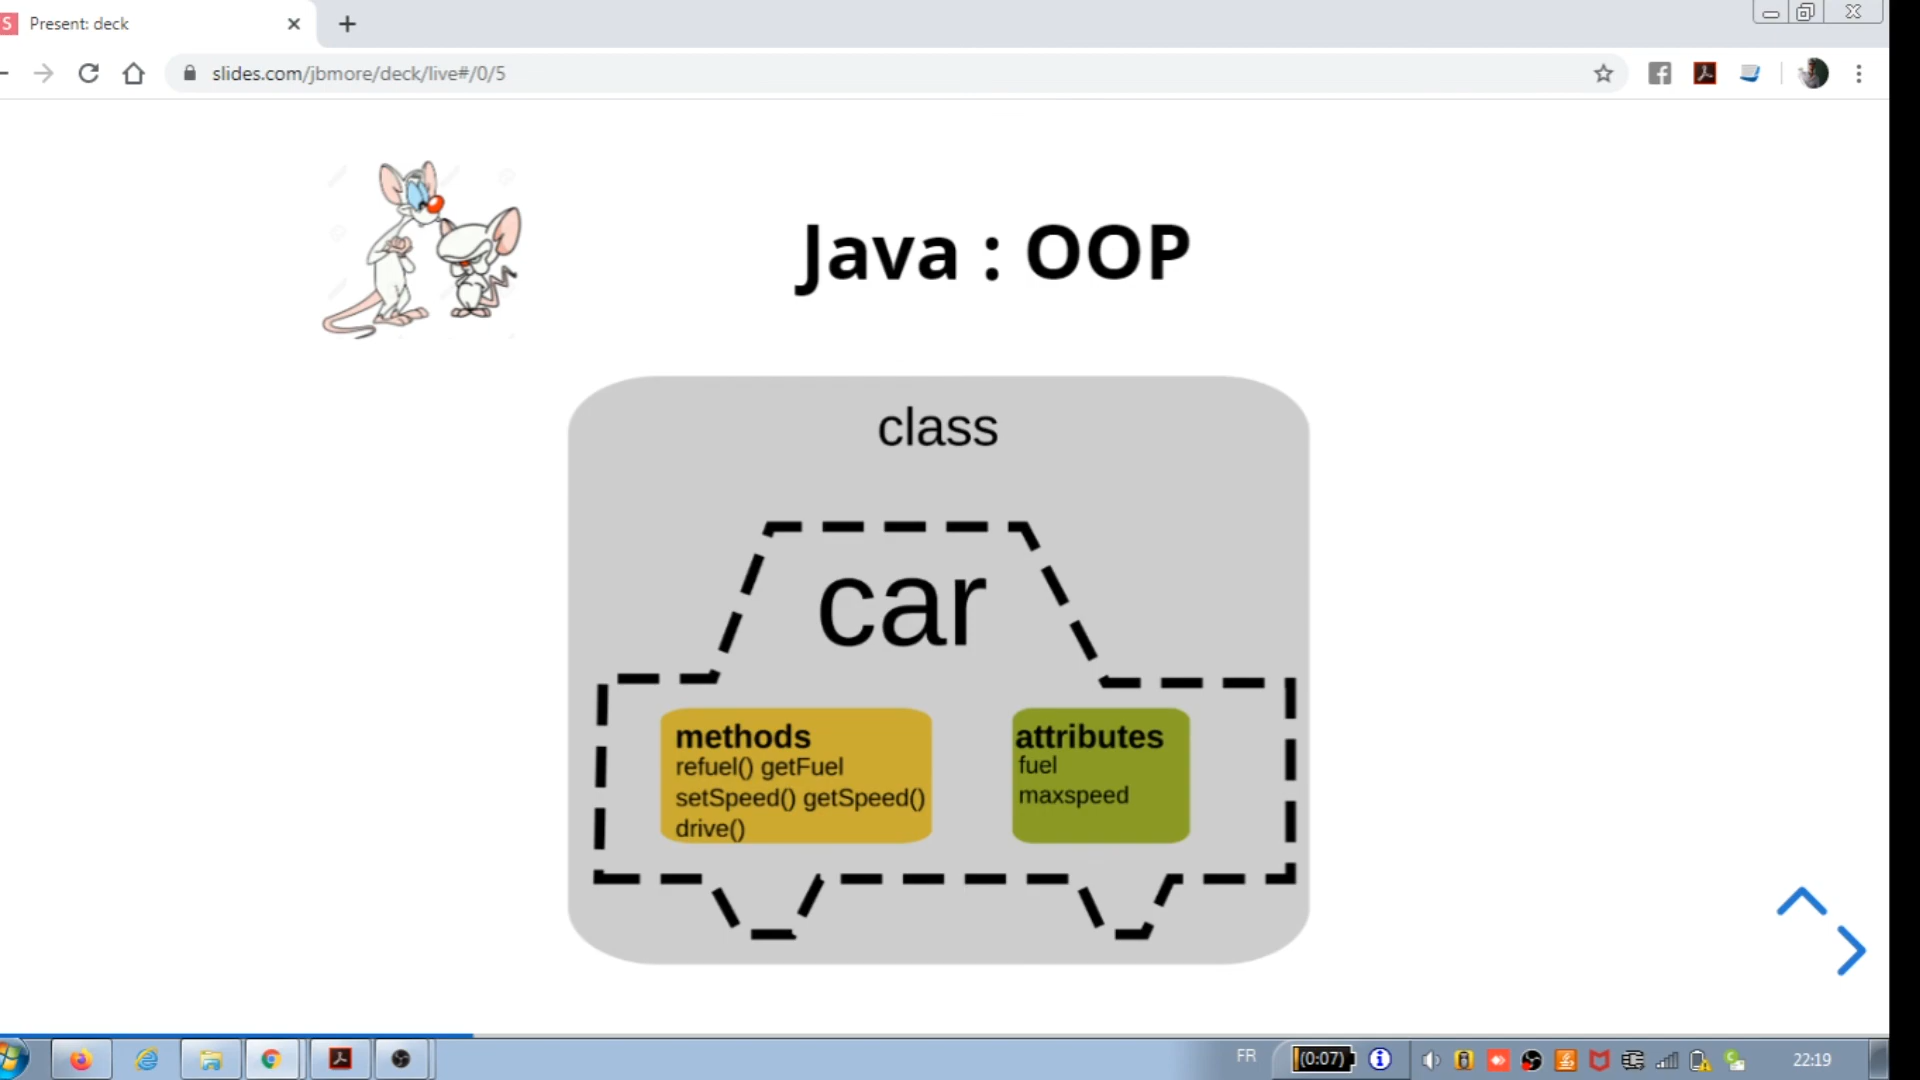 S Present: deck
slides.com/jbmore/deck/live#/0/5
Java : OOP
class
car
methods
refuel() getFuel
setSpeed() getSpeed()
drive()
attributes
fuel
maxspeed
FR
(0:07)
22:19